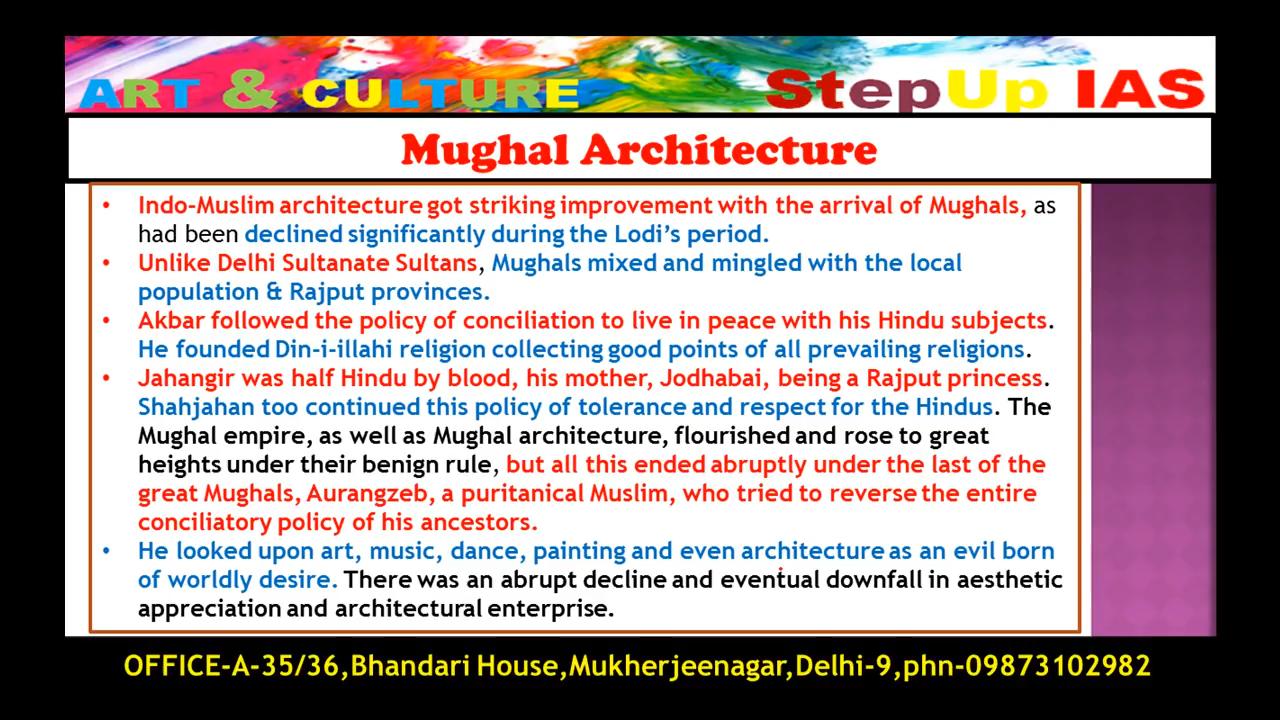 ART & CULTURE
StepUp IAS
Mughal Architecture
• Indo-Muslim architecture got striking improvement with the arrival of Mughals, as
had been declined significantly during the Lodi's period.
• Unlike Delhi Sultanate Sultans, Mughals mixed and mingled with the local
population & Rajput provinces.
• Akbar followed the policy of conciliation to live in peace with his Hindu subjects.
He founded Din-i-illahi religion collecting good points of all prevailing religions.
• Jahangir was half Hindu by blood, his mother, Jodhabai, being a Rajput princess.
Shahjahan too continued this policy of tolerance and respect for the Hindus. The
Mughal empire, as well as Mughal architecture, flourished and rose to great
heights under their benign rule, but all this ended abruptly under the last of the
great Mughals, Aurangzeb, a puritanical Muslim, who tried to reverse the entire
conciliatory policy of his ancestors.
• He looked upon art, music, dance, painting and even architecture as an evil born
of worldly desire. There was an abrupt decline and eventual downfall in aesthetic
appreciation and architectural enterprise.
OFFICE-A-35/36,Bhandari House,Mukherjeenagar,Delhi-9,phn-09873102982